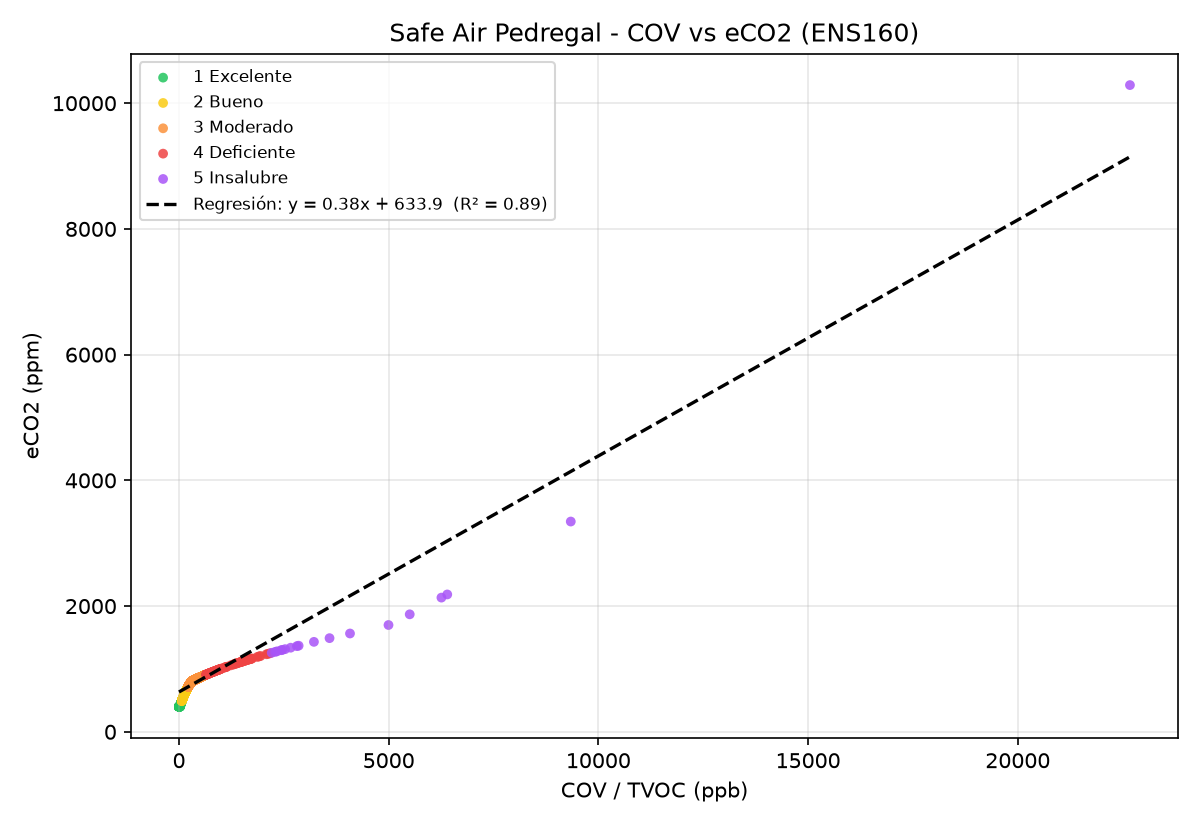 Safe Air Pedregal - COV vs eCO2 (ENS160)
1 Excelente
2 Bueno
3 Moderado
4 Deficiente
5 Insalubre
Regresión: y = 0.38x + 633.9  (R² = 0.89)
eCO2 (ppm)
10000
8000
6000
4000
2000
0
0 5000 10000 15000 20000
COV / TVOC (ppb)